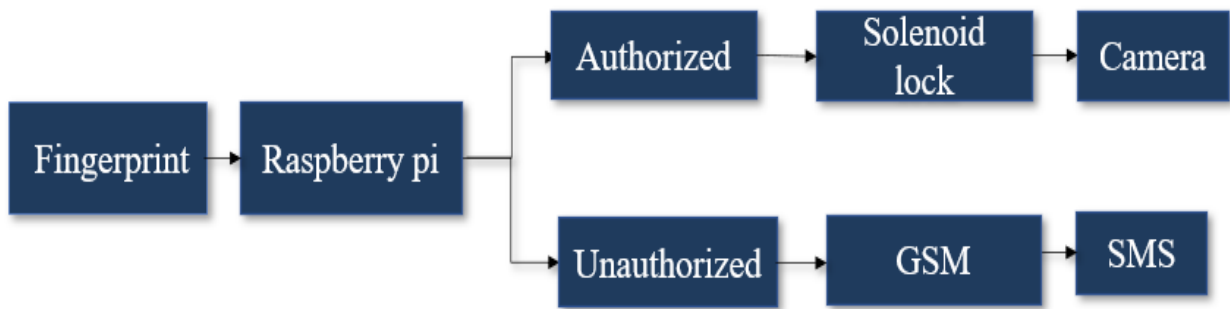 Fingerprint
Raspberry pi
Authorized
Solenoid
lock
Camera
Unauthorized
GSM
SMS